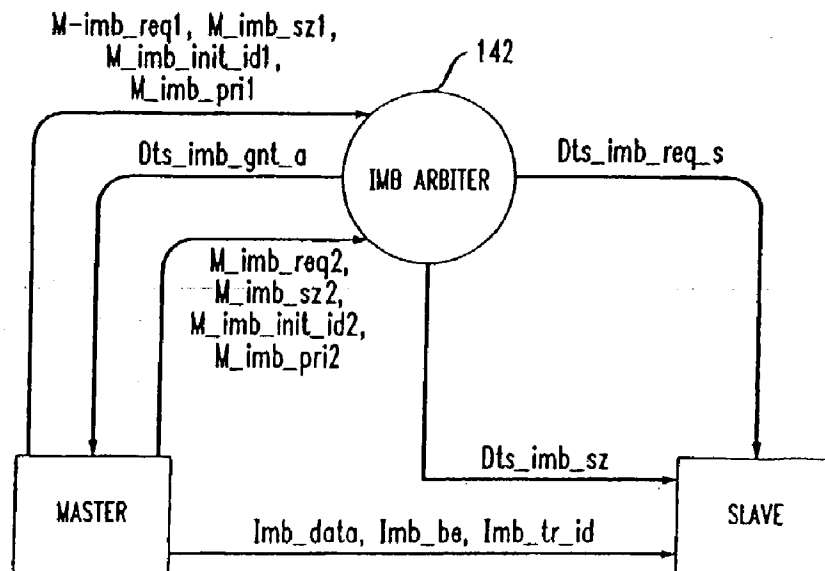 M-imb_req1, M_imb_sz1,
M_imb_init_id1,
M_imb_pri1
142
Dts_imb_gnt_a
IMB ARBITER
Dts_imb_req_s
M_imb_req2,
M_imb_sz2,
M_imb_init_id2,
M_imb_pri2
Dts_imb_sz
MASTER
SLAVE
Imb_data, Imb_be, Imb_tr_id